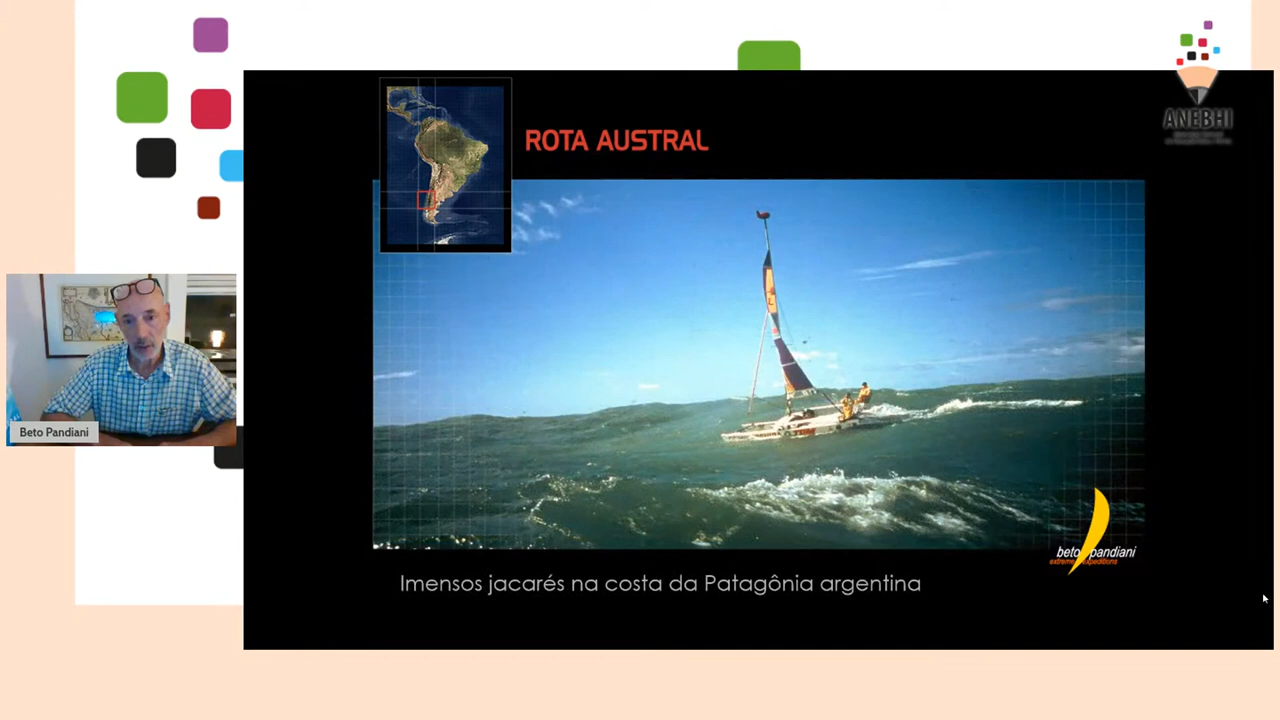 ANEBHI
ROTA AUSTRAL
Beto Pandiani
beto pandiani
extreme expeditions
Imensos jacarés na costa da Patagônia argentina